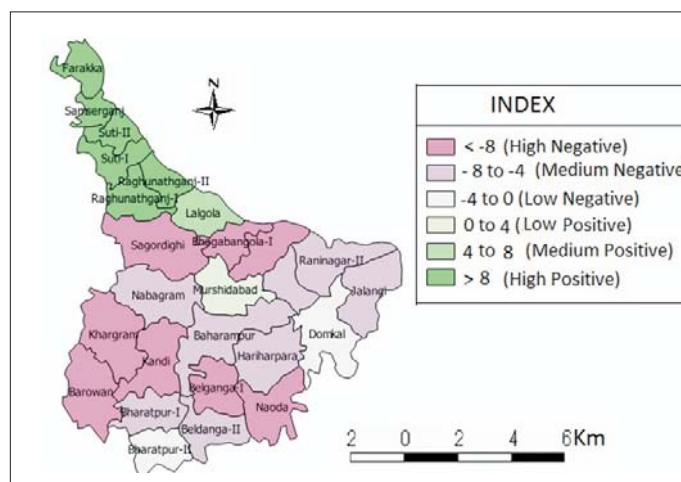 Farakka
N
Samserganj
Suti-II
Suti-I
Raghunathganj-II
Raghunathganj-I
Lalgola
Sagordighi
Bhagabangola-I
Raninagar-II
Nabagram
Murshidabad
Jalangi
Khargram
Baharampur
Domkal
Kandi
Hariharpara
Barowan
Belganga-I
Naoda
Bharatpur-I
Beldanga-II
Bharatpur-II
INDEX
< -8 (High Negative)
- 8 to -4 (Medium Negative)
-4 to 0 (Low Negative)
0 to 4 (Low Positive)
4 to 8 (Medium Positive)
> 8 (High Positive)
2 0 2 4 6 Km